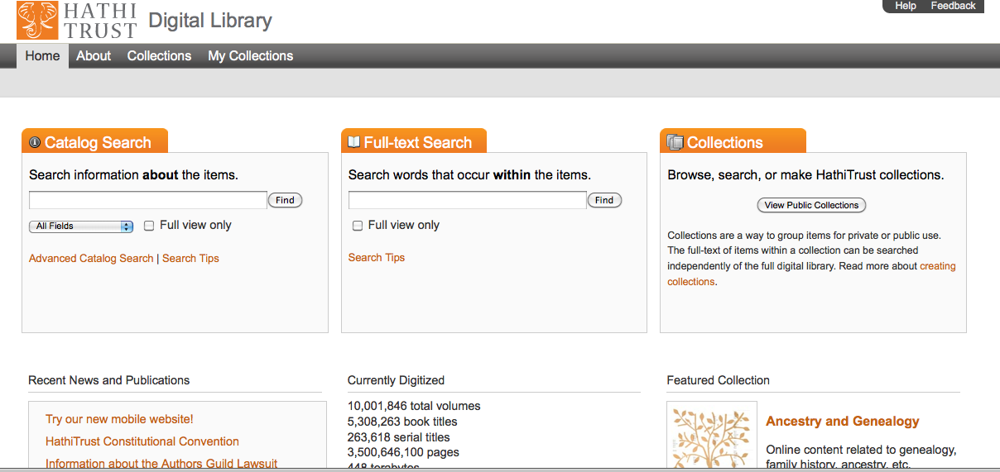 HATHI
TRUST
Digital Library
Help Feedback
Home About Collections My Collections
Catalog Search
Search information about the items.
Find
All Fields Full view only
Advanced Catalog Search | Search Tips
Full-text Search
Search words that occur within the items.
Find
Full view only
Search Tips
Collections
Browse, search, or make HathiTrust collections.
View Public Collections
Collections are a way to group items for private or public use.
The full-text of items within a collection can be searched
independently of the full digital library. Read more about creating
collections.
Recent News and Publications
Try our new mobile website!
HathiTrust Constitutional Convention
Information about the Authors Guild Lawsuit
Currently Digitized
10,001,846 total volumes
5,308,263 book titles
263,618 serial titles
3,500,646,100 pages
448 terabytes
Featured Collection
Ancestry and Genealogy
Online content related to genealogy,
family history, ancestry, etc.